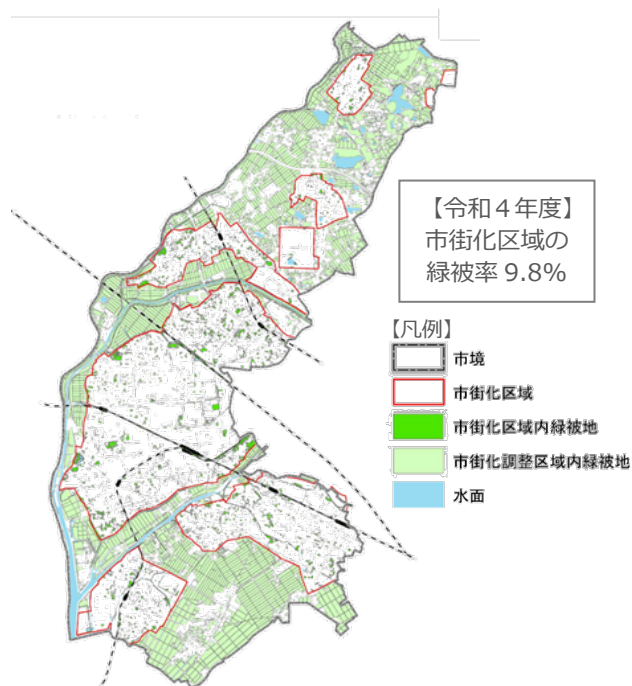 【令和４年度】
市街化区域の
緑被率 9.8%
【凡例】
市境
市街化区域
市街化区域内緑被地
市街化調整区域内緑被地
水面